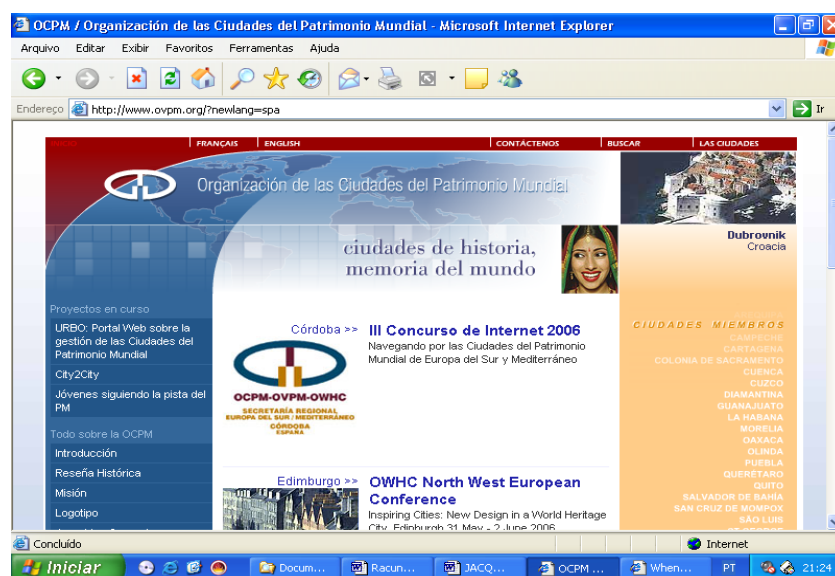 OCPM / Organización de las Ciudades del Patrimonio Mundial - Microsoft Internet Explorer
Arquivo Editar Exibir Favoritos Ferramentas Ajuda
Endereço http://www.ovpm.org/?newlang=spa Ir
FRANÇAIS ENGLISH CONTÁCTENOS BUSCAR LAS CIUDADES
Organización de las Ciudades del Patrimonio Mundial
ciudades de historia,
memoria del mundo
Dubrovnik
Croacia
Proyectos en curso
URBO: Portal Web sobre la
gestión de las Ciudades del
Patrimonio Mundial
City2City
Jóvenes siguiendo la pista del
PM
Todo sobre la OCPM
Introducción
Reseña Histórica
Misión
Logotipo
Córdoba >>
III Concurso de Internet 2006
Navegando por las Ciudades del Patrimonio
Mundial de Europa del Sur y Mediterráneo
OCPM-OVPM-OWHC
SECRETARÍA REGIONAL
EUROPA DEL SUR / MEDITERRÁNEO
CÓRDOBA
ESPAÑA
Edimburgo >>
OWHC North West European
Conference
Inspiring Cities: New Design in a World Heritage
City, Edinburgh 31 May - 2 June 2006
CIUDADES MIEMBROS
CAMPECHE
CARTAGENA
COLONIA DE SACRAMENTO
CUENCA
CUZCO
DIAMANTINA
GUANAJUATO
LA HABANA
MORELIA
OAXACA
OLINDA
PUEBLA
QUERÉTARO
QUITO
SALVADOR DE BAHÍA
SAN CRUZ DE MOMPOX
SÃO LUIS
Concluído Internet
Iniciar Docum... Racun... JACQ... OCPM ... When... PT 21:24